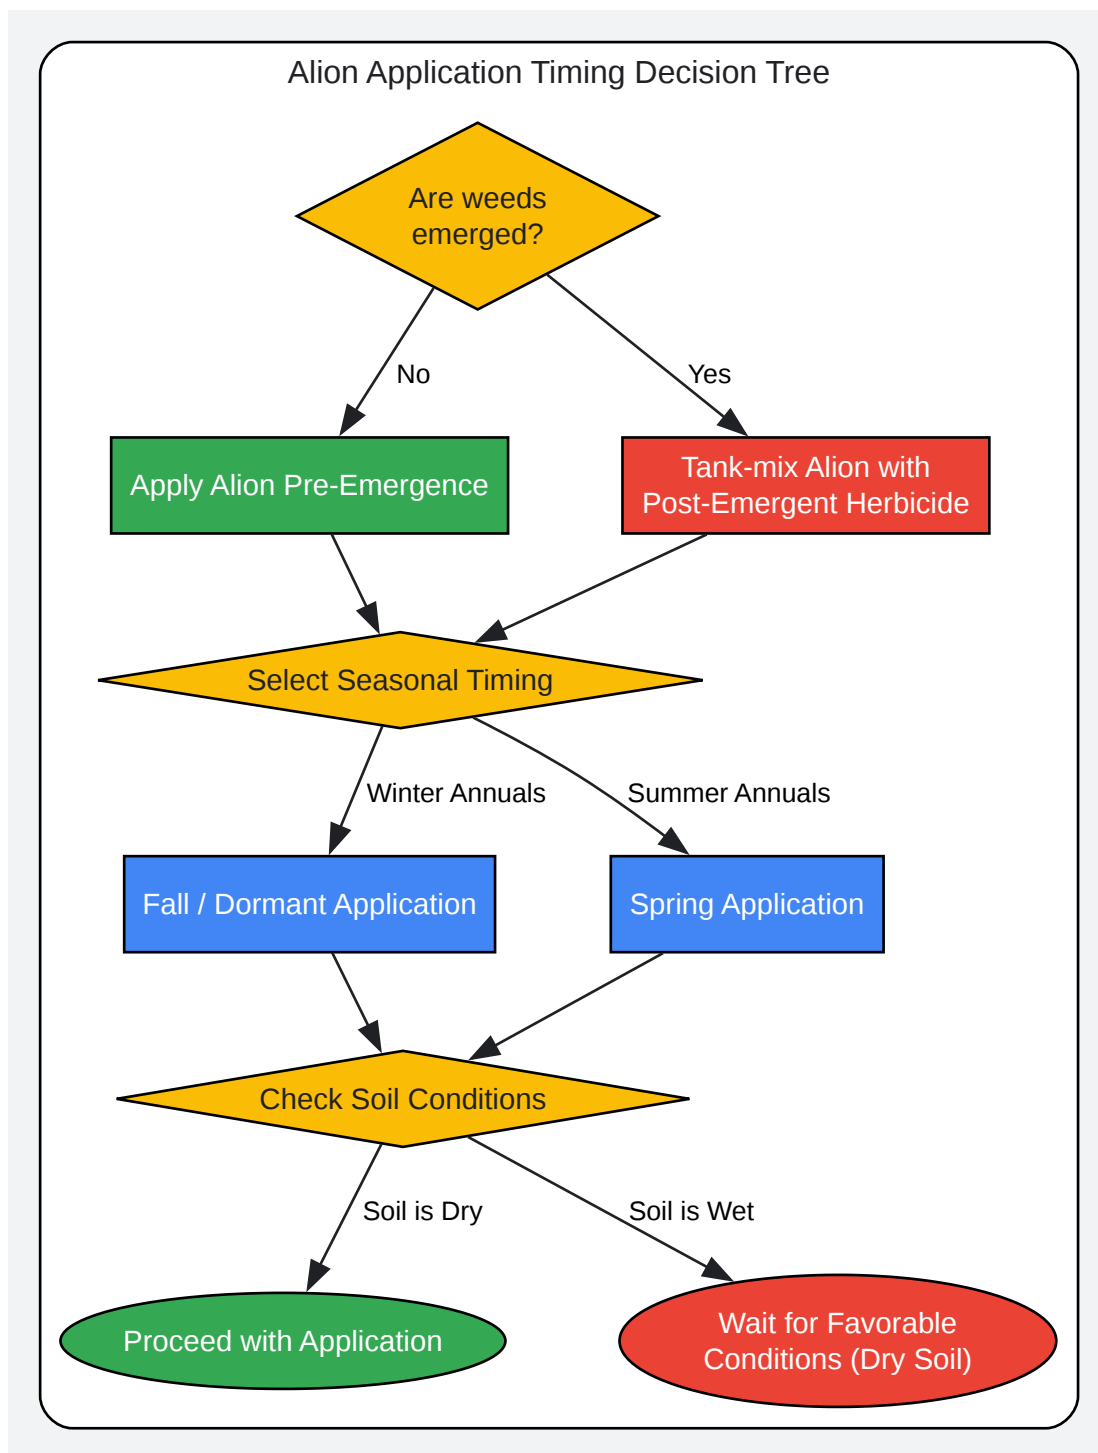 Alion Application Timing Decision Tree
Are weeds
emerged?
No
Yes
Apply Alion Pre-Emergence
Tank-mix Alion with
Post-Emergent Herbicide
Select Seasonal Timing
Winter Annuals
Summer Annuals
Fall / Dormant Application
Spring Application
Check Soil Conditions
Soil is Dry
Soil is Wet
Proceed with Application
Wait for Favorable
Conditions (Dry Soil)